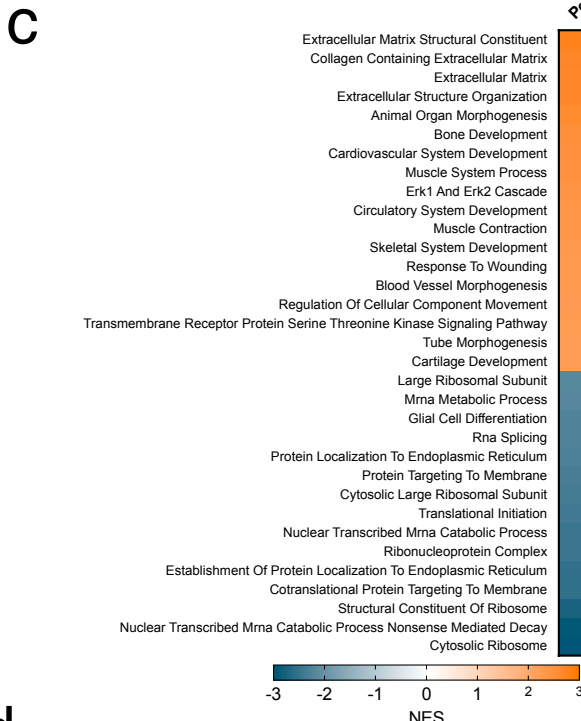 C
Extracellular Matrix Structural Constituent
Collagen Containing Extracellular Matrix
Extracellular Matrix
Extracellular Structure Organization
Animal Organ Morphogenesis
Bone Development
Cardiovascular System Development
Muscle System Process
Erk1 And Erk2 Cascade
Circulatory System Development
Muscle Contraction
Skeletal System Development
Response To Wounding
Blood Vessel Morphogenesis
Regulation Of Cellular Component Movement
Transmembrane Receptor Protein Serine Threonine Kinase Signaling Pathway
Tube Morphogenesis
Cartilage Development
Large Ribosomal Subunit
Mrna Metabolic Process
Glial Cell Differentiation
Rna Splicing
Protein Localization To Endoplasmic Reticulum
Protein Targeting To Membrane
Cytosolic Large Ribosomal Subunit
Translational Initiation
Nuclear Transcribed Mrna Catabolic Process
Ribonucleoprotein Complex
Establishment Of Protein Localization To Endoplasmic Reticulum
Cotranslational Protein Targeting To Membrane
Structural Constituent Of Ribosome
Nuclear Transcribed Mrna Catabolic Process Nonsense Mediated Decay
Cytosolic Ribosome
-3 -2 -1 0 1 2 3
NES